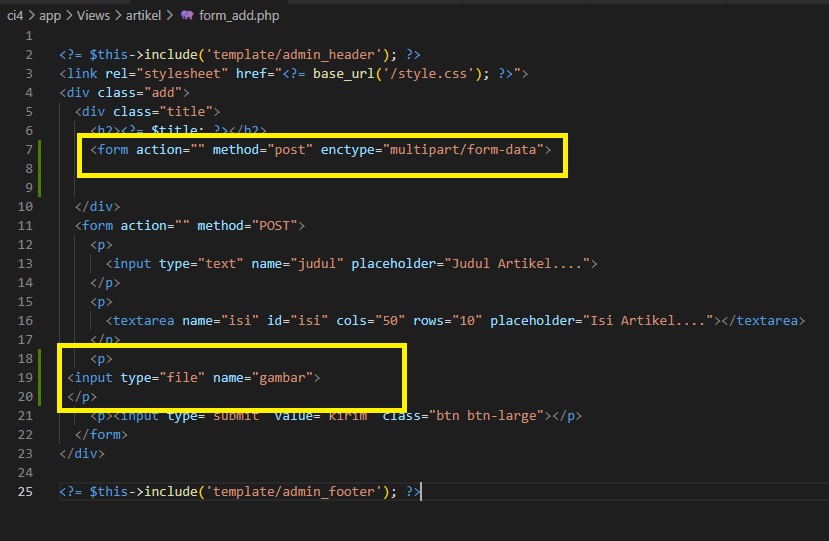 ci4 > app > Views > artikel > form_add.php
1
2 <?= $this->include('template/admin_header'); ?>
3 <link rel="stylesheet" href="<?= base_url('/style.css'); ?>">
4 <div class="add">
5 <div class="title">
6 <h2><?= $title; ?></h2>
7 <form action="" method="post" enctype="multipart/form-data">
8
9
10 </div>
11 <form action="" method="POST">
12 <p>
13 <input type="text" name="judul" placeholder="Judul Artikel....">
14 </p>
15 <p>
16 <textarea name="isi" id="isi" cols="50" rows="10" placeholder="Isi Artikel...."></textarea>
17 </p>
18 <p>
19 <input type="file" name="gambar">
20 </p>
21 <p><input type="submit" value="kirim" class="btn btn-large"></p>
22 </form>
23 </div>
24
25 <?= $this->include('template/admin_footer'); ?>